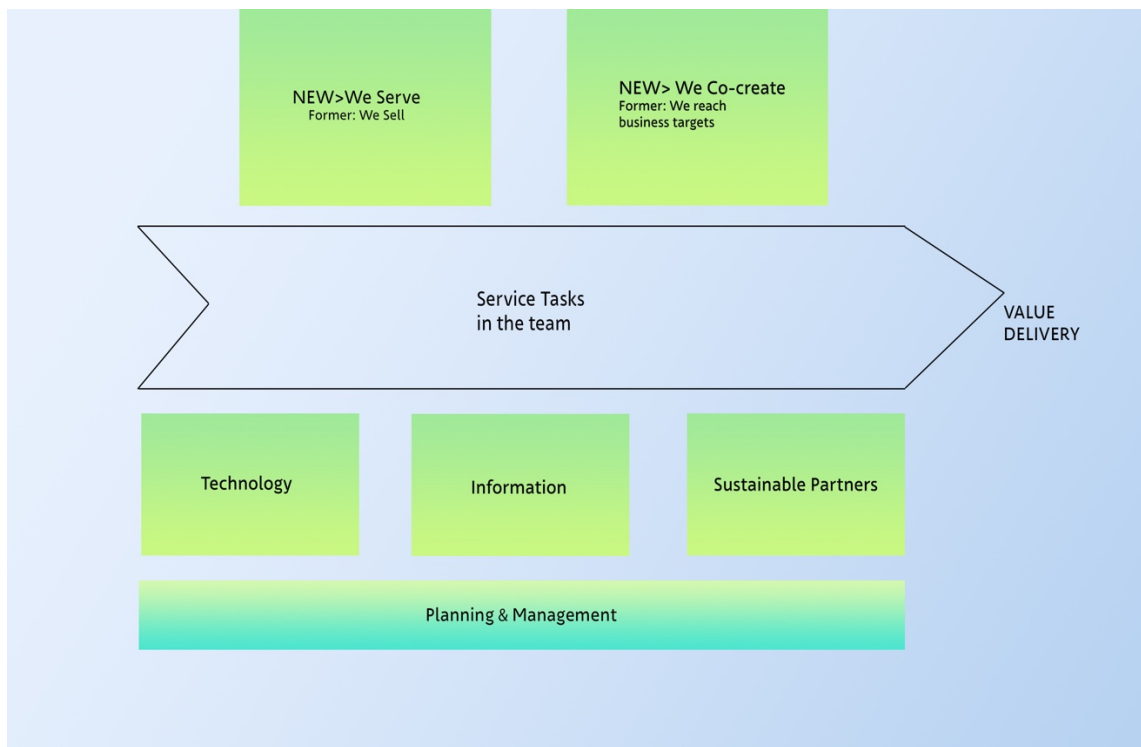 NEW>We Serve
Former: We Sell
NEW> We Co-create
Former: We reach
business targets
Service Tasks
in the team
VALUE
DELIVERY
Technology
Information
Sustainable Partners
Planning & Management